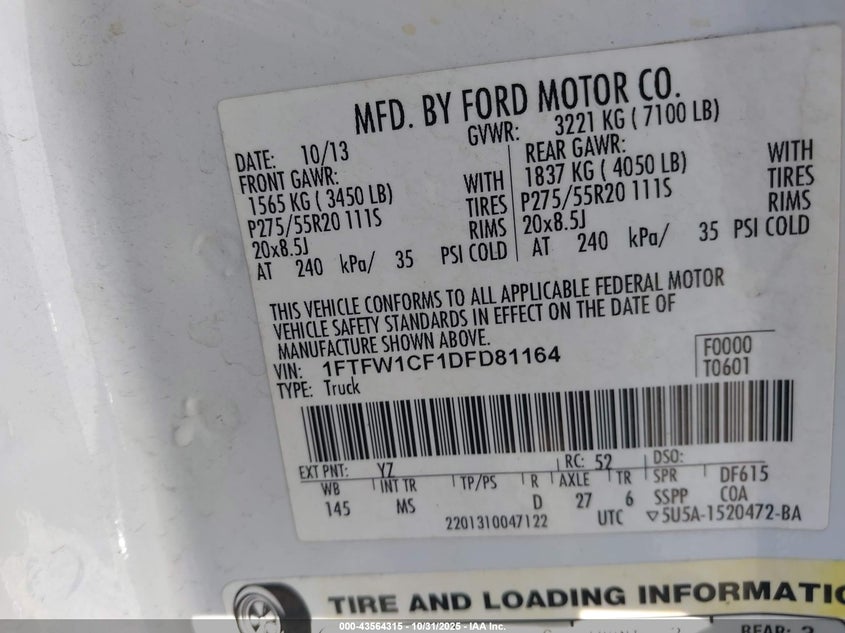 MFD. BY FORD MOTOR CO.
DATE: 10/13 GVWR: 3221 KG ( 7100 LB)
FRONT GAWR: REAR GAWR:
1565 KG ( 3450 LB) WITH 1837 KG ( 4050 LB) WITH
P275/55R20 111S TIRES P275/55R20 111S TIRES
20x8.5J RIMS 20x8.5J RIMS
AT 240 kPa/ 35 PSI COLD AT 240 kPa/ 35 PSI COLD
THIS VEHICLE CONFORMS TO ALL APPLICABLE FEDERAL MOTOR
VEHICLE SAFETY STANDARDS IN EFFECT ON THE DATE OF
MANUFACTURE SHOWN ABOVE.
VIN: 1FTFW1CF1DFD81164 F0000
TYPE: Truck T0601
EXT PNT: YZ RC: 52 DSO:
WB INT TR TP/PS R AXLE TR SPR DF615
145 MS D 27 6 SSPP COA
2201310047122 UTC ▽5U5A-1520472-BA
TIRE AND LOADING INFORMATIO
REAR: 3
000-43564315 - 10/31/2025 - IAA Inc.